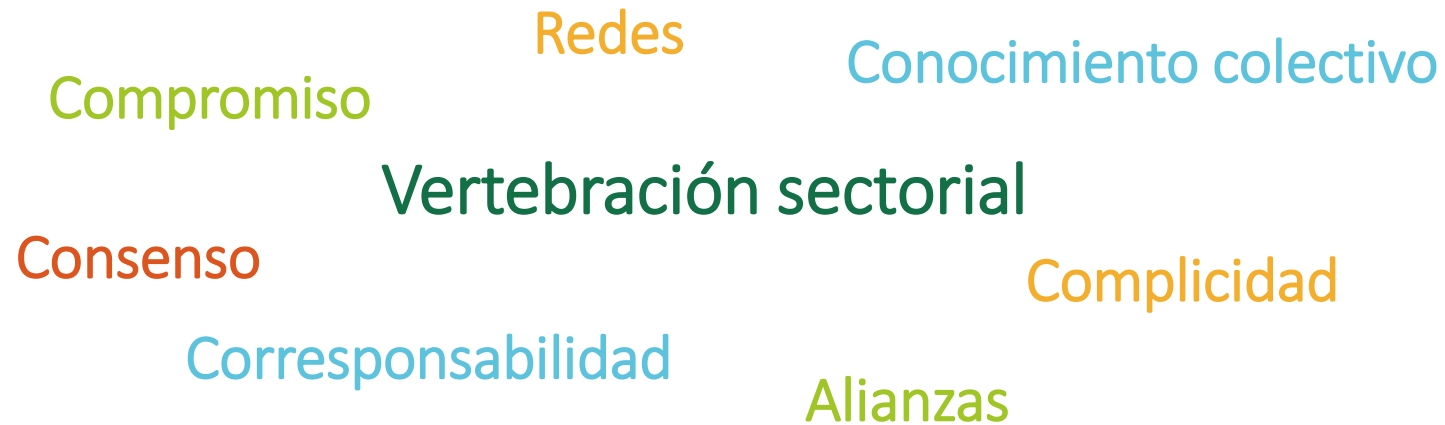 Redes
Conocimiento colectivo
Compromiso
Vertebración sectorial
Consenso
Complicidad
Corresponsabilidad
Alianzas